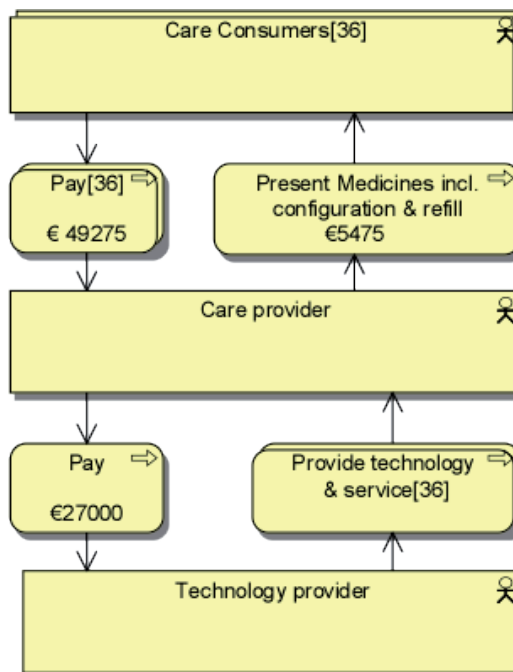 Care Consumers[36]
Pay[36]
€ 49275
Present Medicines incl.
configuration & refill
€5475
Care provider
Pay
€27000
Provide technology
& service[36]
Technology provider